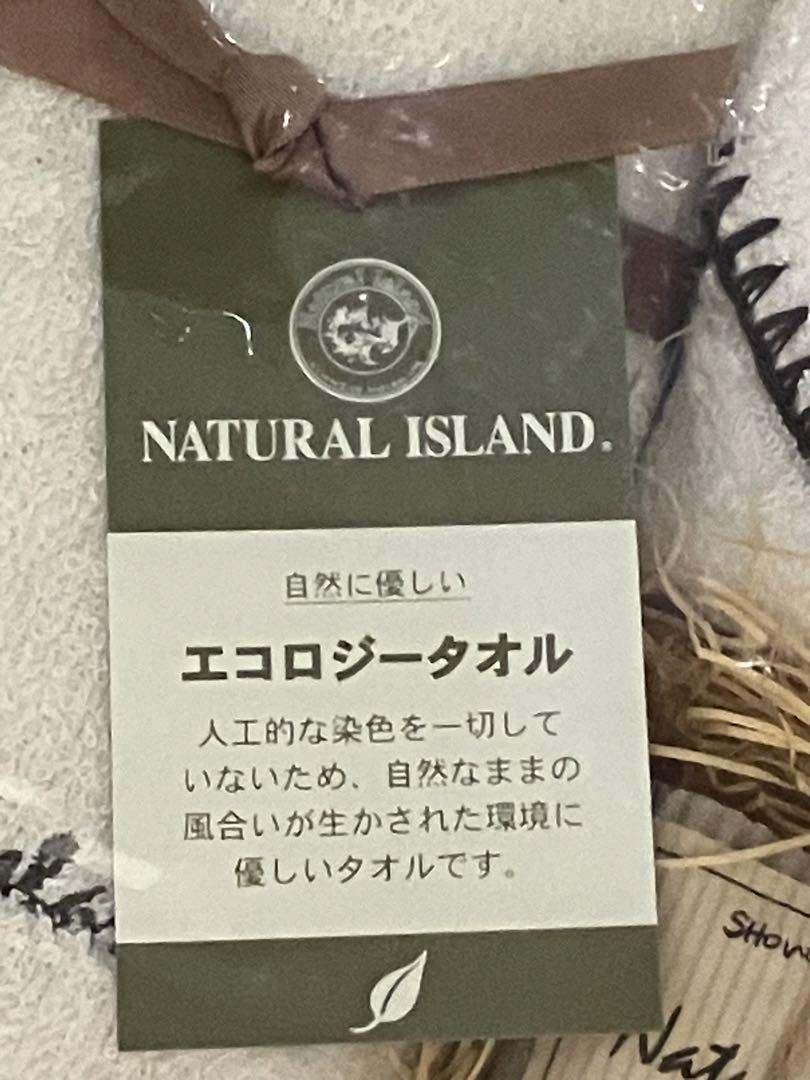 NATURAL ISLAND®
自然に優しい
エコロジータオル
人工的な染色を一切して
いないため、自然なままの
風合いが生かされた環境に
優しいタオルです。